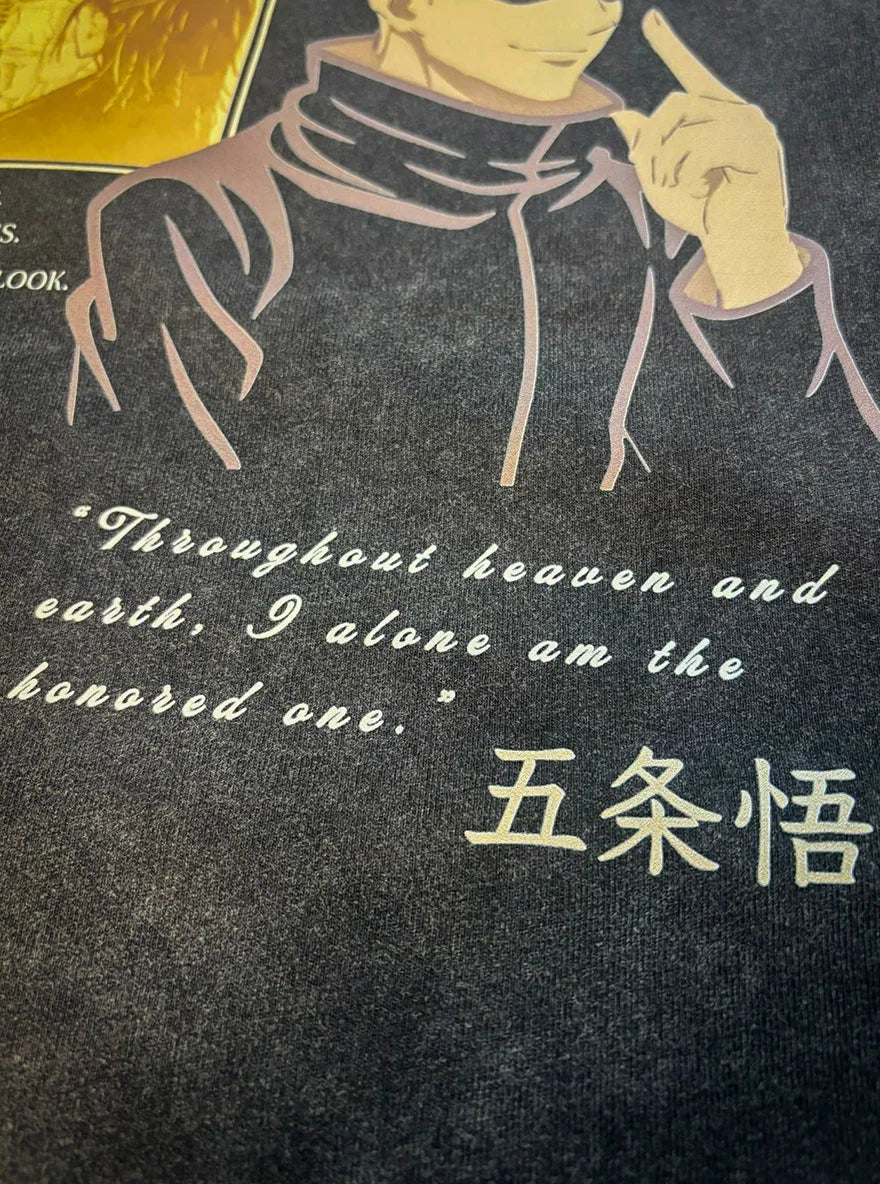 LOOK.
“Throughout heaven and
earth, I alone am the
honored one.”
五条悟